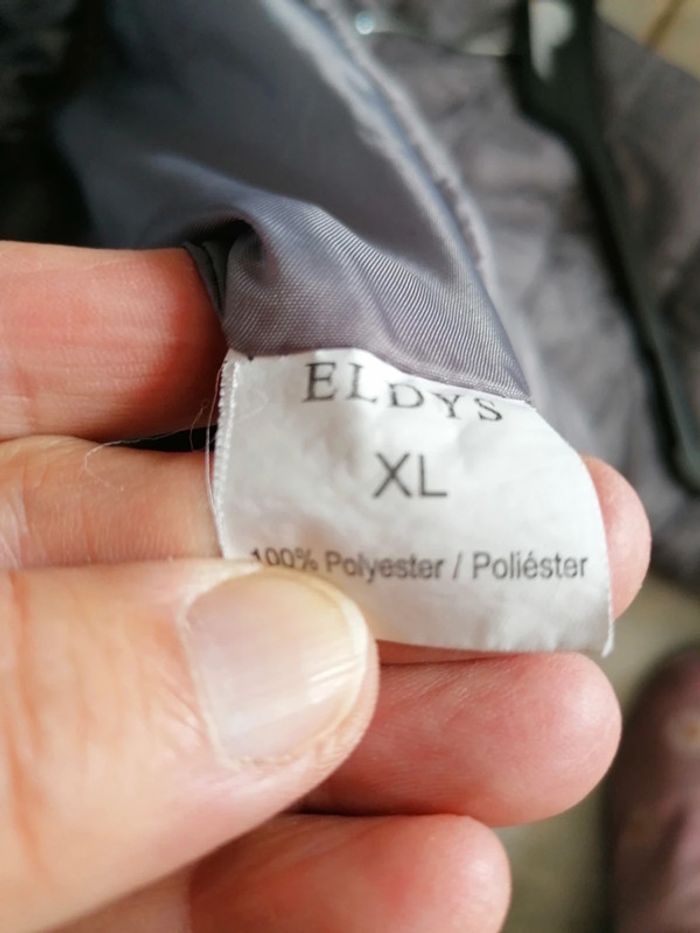 ELDYS
XL
100% Polyester / Poliéster